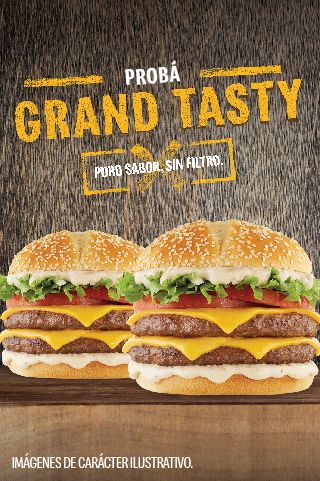 PROBÁ
GRAND TASTY
PURO SABOR. SIN FILTRO.
IMÁGENES DE CARÁCTER ILUSTRATIVO.